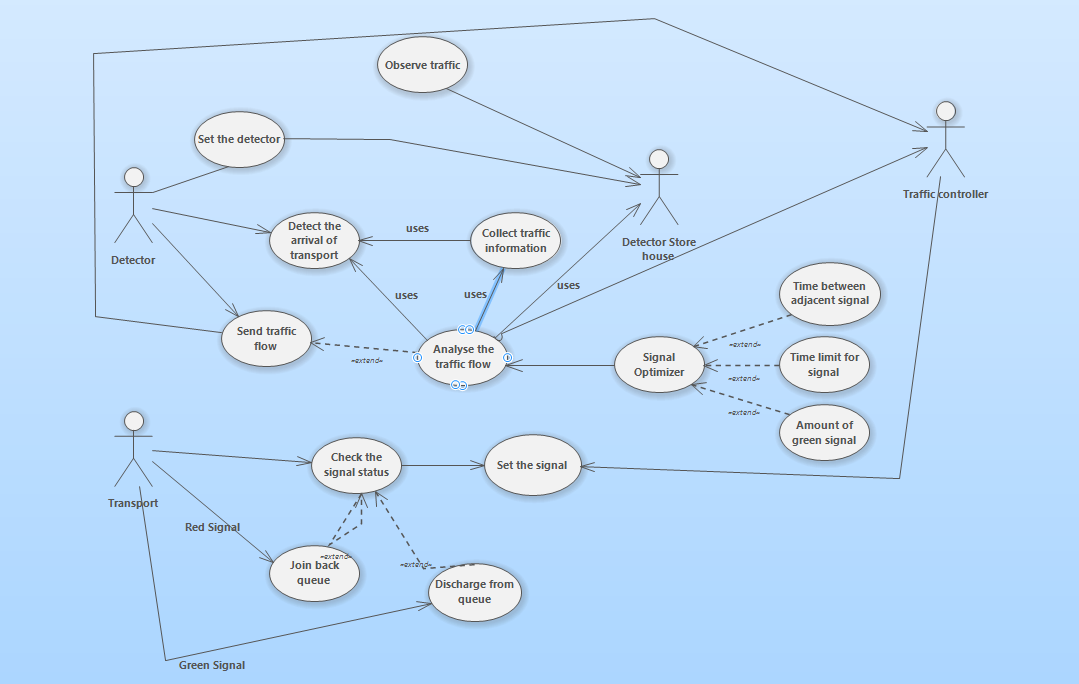 Observe traffic
Set the detector
Traffic controller
Detect the
arrival of
transport
uses
Collect traffic
information
Detector Store
house
Detector
uses
uses
uses
Time between
adjacent signal
Send traffic
flow
«extend»
Analyse the
traffic flow
Signal
Optimizer
«extend»
Time limit for
signal
«extend»
«extend»
Amount of
green signal
Check the
signal status
Set the signal
Transport
Red Signal
«extend»
Join back
queue
«extend»
Discharge from
queue
Green Signal